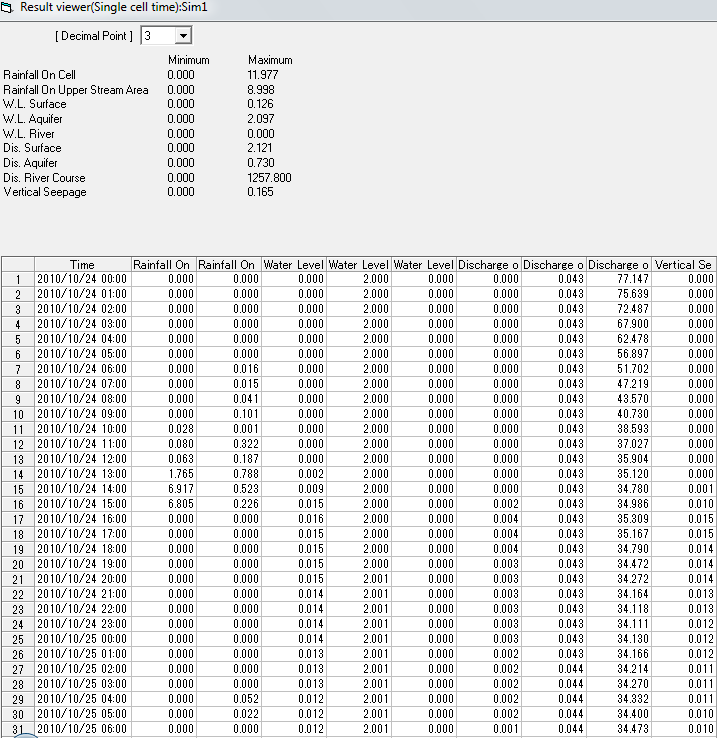 Result viewer(Single cell time):Sim1
[ Decimal Point ] 3
Minimum Maximum
Rainfall On Cell 0.000 11.977
Rainfall On Upper Stream Area 0.000 8.998
W.L. Surface 0.000 0.126
W.L. Aquifer 0.000 2.097
W.L. River 0.000 0.000
Dis. Surface 0.000 2.121
Dis. Aquifer 0.000 0.730
Dis. River Course 0.000 1257.800
Vertical Seepage 0.000 0.165
Time Rainfall On Rainfall On Water Level Water Level Water Level Discharge o Discharge o Discharge o Vertical Se
1 2010/10/24 00:00 0.000 0.000 0.000 2.000 0.000 0.000 0.043 77.147 0.000
2 2010/10/24 01:00 0.000 0.000 0.000 2.000 0.000 0.000 0.043 75.639 0.000
3 2010/10/24 02:00 0.000 0.000 0.000 2.000 0.000 0.000 0.043 72.487 0.000
4 2010/10/24 03:00 0.000 0.000 0.000 2.000 0.000 0.000 0.043 67.900 0.000
5 2010/10/24 04:00 0.000 0.000 0.000 2.000 0.000 0.000 0.043 62.478 0.000
6 2010/10/24 05:00 0.000 0.000 0.000 2.000 0.000 0.000 0.043 56.897 0.000
7 2010/10/24 06:00 0.000 0.016 0.000 2.000 0.000 0.000 0.043 51.702 0.000
8 2010/10/24 07:00 0.000 0.015 0.000 2.000 0.000 0.000 0.043 47.219 0.000
9 2010/10/24 08:00 0.000 0.041 0.000 2.000 0.000 0.000 0.043 43.570 0.000
10 2010/10/24 09:00 0.000 0.101 0.000 2.000 0.000 0.000 0.043 40.730 0.000
11 2010/10/24 10:00 0.028 0.001 0.000 2.000 0.000 0.000 0.043 38.593 0.000
12 2010/10/24 11:00 0.080 0.322 0.000 2.000 0.000 0.000 0.043 37.027 0.000
13 2010/10/24 12:00 0.063 0.187 0.000 2.000 0.000 0.000 0.043 35.904 0.000
14 2010/10/24 13:00 1.765 0.788 0.002 2.000 0.000 0.000 0.043 35.120 0.000
15 2010/10/24 14:00 6.917 0.523 0.009 2.000 0.000 0.000 0.043 34.780 0.001
16 2010/10/24 15:00 6.805 0.226 0.015 2.000 0.000 0.002 0.043 34.986 0.010
17 2010/10/24 16:00 0.000 0.000 0.016 2.000 0.000 0.004 0.043 35.309 0.015
18 2010/10/24 17:00 0.000 0.000 0.015 2.000 0.000 0.004 0.043 35.167 0.015
19 2010/10/24 18:00 0.000 0.000 0.015 2.000 0.000 0.004 0.043 34.790 0.014
20 2010/10/24 19:00 0.000 0.000 0.015 2.000 0.000 0.003 0.043 34.472 0.014
21 2010/10/24 20:00 0.000 0.000 0.015 2.001 0.000 0.003 0.043 34.272 0.014
22 2010/10/24 21:00 0.000 0.000 0.014 2.001 0.000 0.003 0.043 34.164 0.013
23 2010/10/24 22:00 0.000 0.000 0.014 2.001 0.000 0.003 0.043 34.118 0.013
24 2010/10/24 23:00 0.000 0.000 0.014 2.001 0.000 0.003 0.043 34.111 0.012
25 2010/10/25 00:00 0.000 0.000 0.014 2.001 0.000 0.003 0.043 34.130 0.012
26 2010/10/25 01:00 0.000 0.000 0.013 2.001 0.000 0.002 0.043 34.166 0.012
27 2010/10/25 02:00 0.000 0.000 0.013 2.001 0.000 0.002 0.044 34.214 0.011
28 2010/10/25 03:00 0.000 0.000 0.013 2.001 0.000 0.002 0.044 34.270 0.011
29 2010/10/25 04:00 0.000 0.052 0.012 2.001 0.000 0.002 0.044 34.332 0.011
30 2010/10/25 05:00 0.000 0.022 0.012 2.001 0.000 0.002 0.044 34.400 0.010
31 2010/10/25 06:00 0.000 0.000 0.012 2.001 0.000 0.001 0.044 34.473 0.010